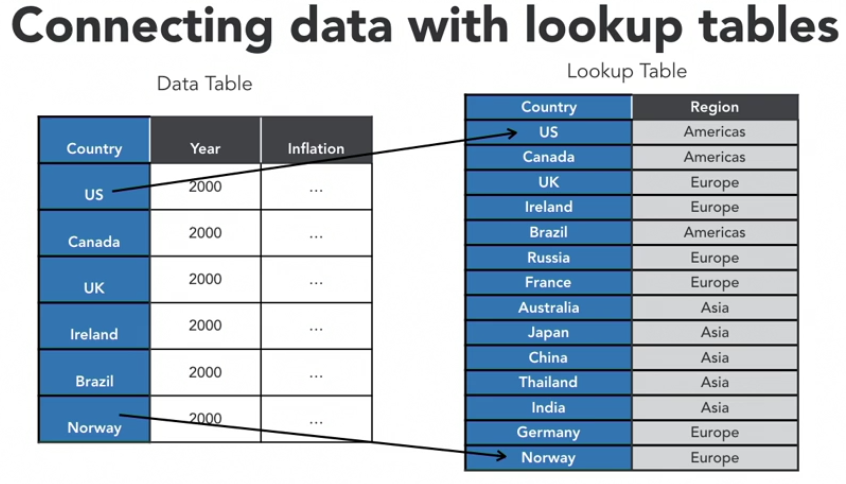 Connecting data with lookup tables
Data Table
Country Year Inflation
US 2000 ...
Canada 2000 ...
UK 2000 ...
Ireland 2000 ...
Brazil 2000 ...
Norway 2000 ...
Lookup Table
Country Region
US Americas
Canada Americas
UK Europe
Ireland Europe
Brazil Americas
Russia Europe
France Europe
Australia Asia
Japan Asia
China Asia
Thailand Asia
India Asia
Germany Europe
Norway Europe